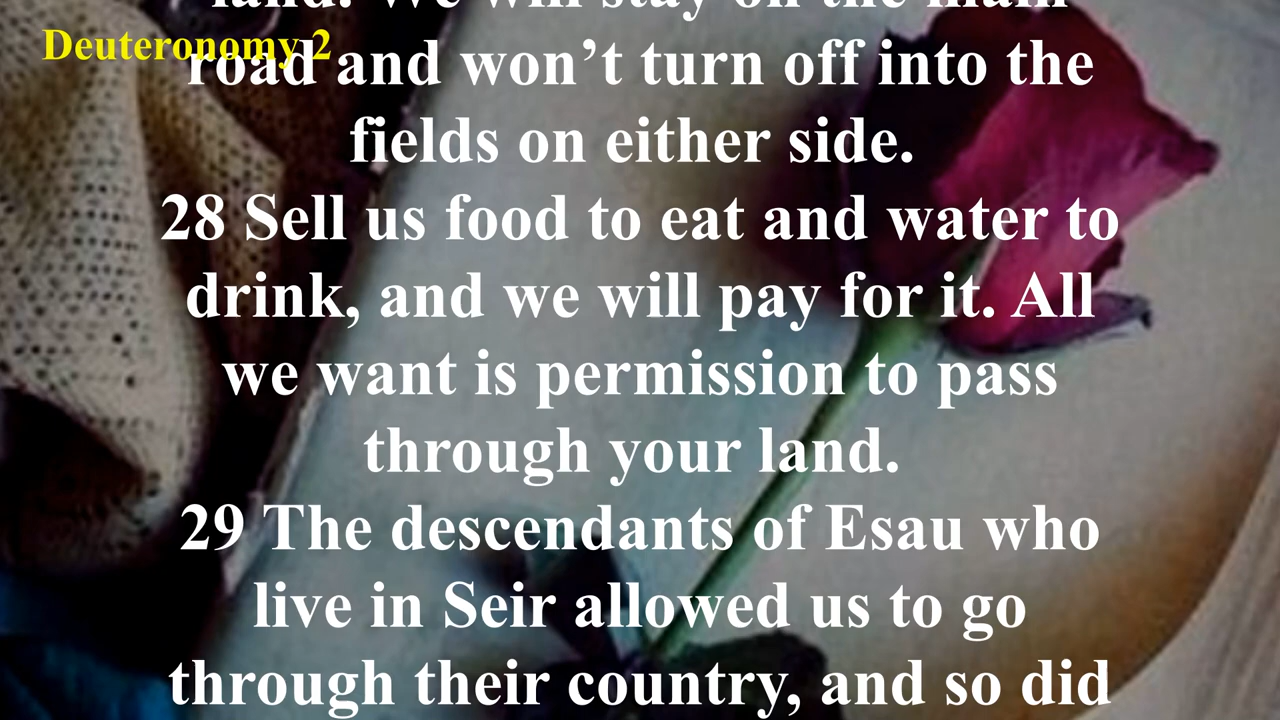 land. We will stay on the main
Deuteronomy 2
road and won’t turn off into the
fields on either side.
28 Sell us food to eat and water to
drink, and we will pay for it. All
we want is permission to pass
through your land.
29 The descendants of Esau who
live in Seir allowed us to go
through their country, and so did